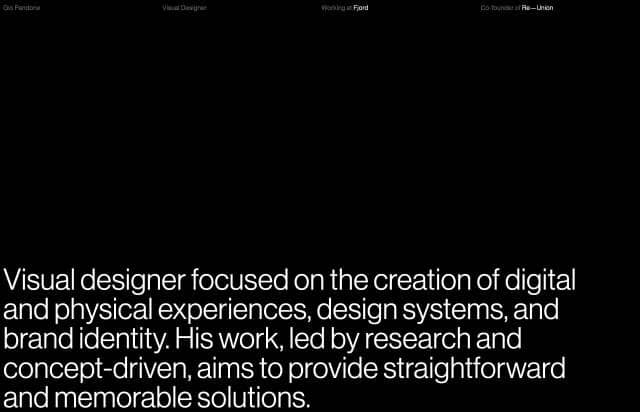 Gio Pandone
Visual Designer
Working at Fjord
Co-founder of Re—Union
Visual designer focused on the creation of digital
and physical experiences, design systems, and
brand identity. His work, led by research and
concept-driven, aims to provide straightforward
and memorable solutions.